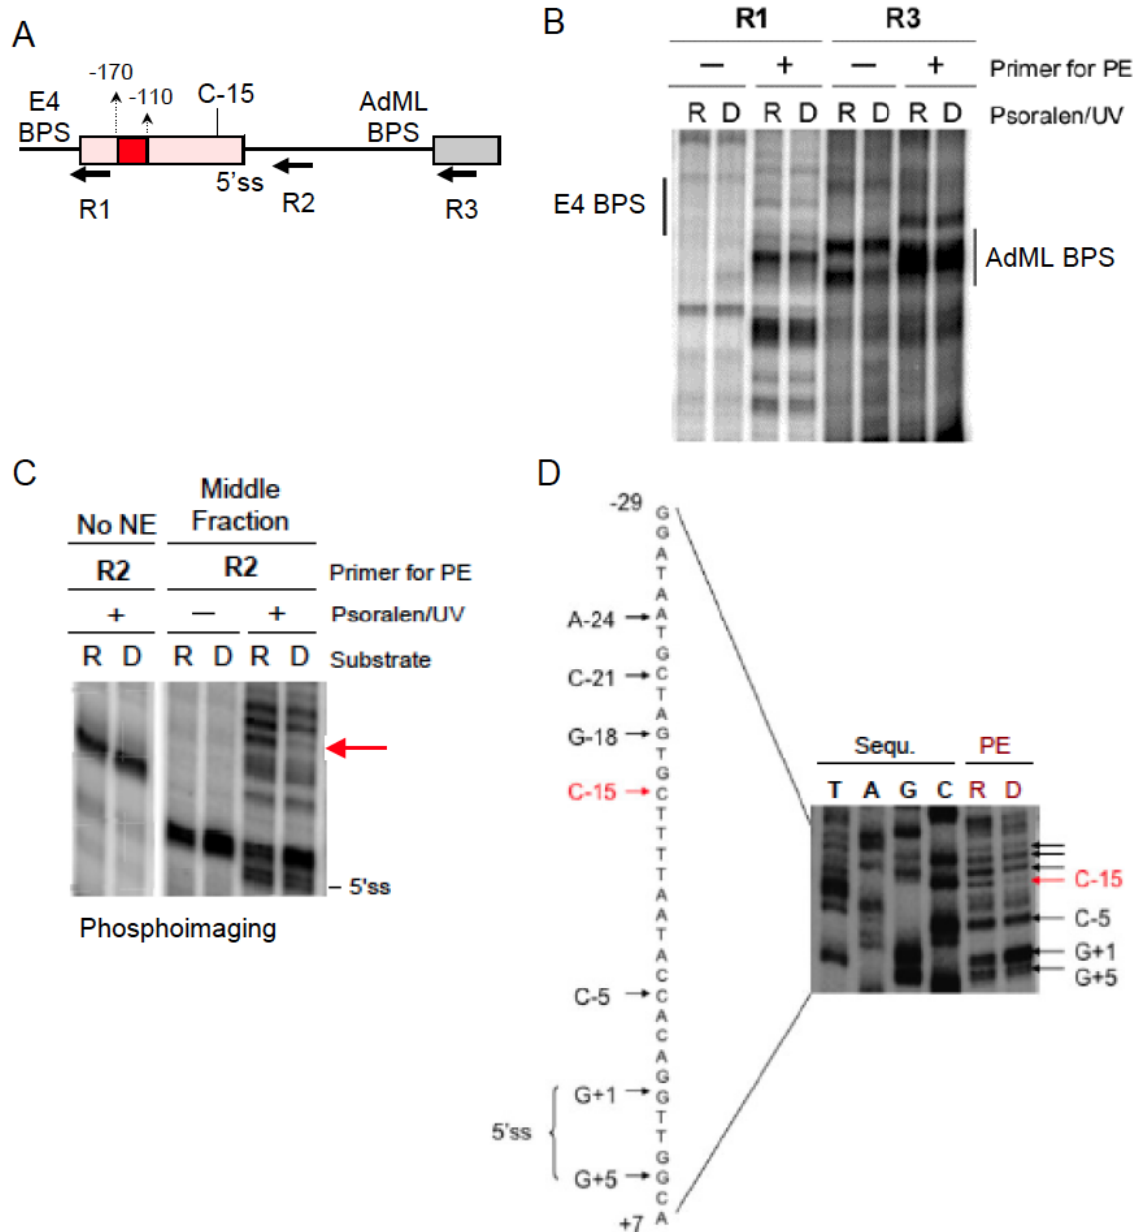 A
-170
-110
E4
BPS
C-15
AdML
BPS
5'ss
R1
R2
R3
B
R1 R3
– + – + Primer for PE
R D R D R D R D Psoralen/UV
E4 BPS
AdML BPS
C
No NE Middle
Fraction
R2 R2 Primer for PE
+ – + Psoralen/UV
R D R D R D Substrate
– 5'ss
Phosphoimaging
D
-29
G
G
A
T
A
A
A-24
T
G
C
C-21
T
A
G
G-18
T
G
C
C-15
T
T
T
T
A
A
T
A
C
C
C-5
A
C
A
G
G
G+1
T
T
G
G
G+5
C
A
+7
5'ss
Sequ. PE
T A G C R D
C-15
C-5
G+1
G+5